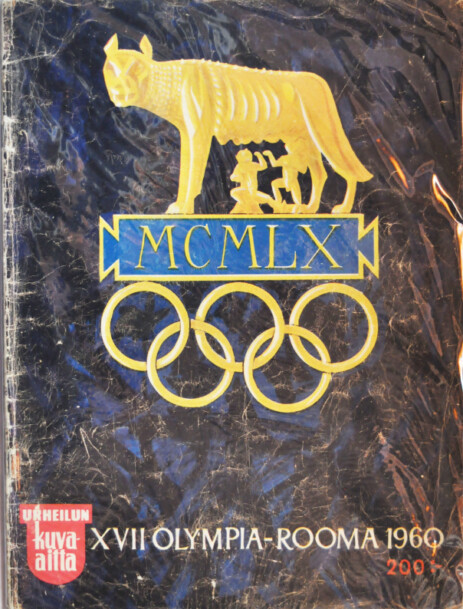 MCMLX
URHEILUN
kuva-
aitta
XVII OLYMPIA-ROOMA 1960
200:-